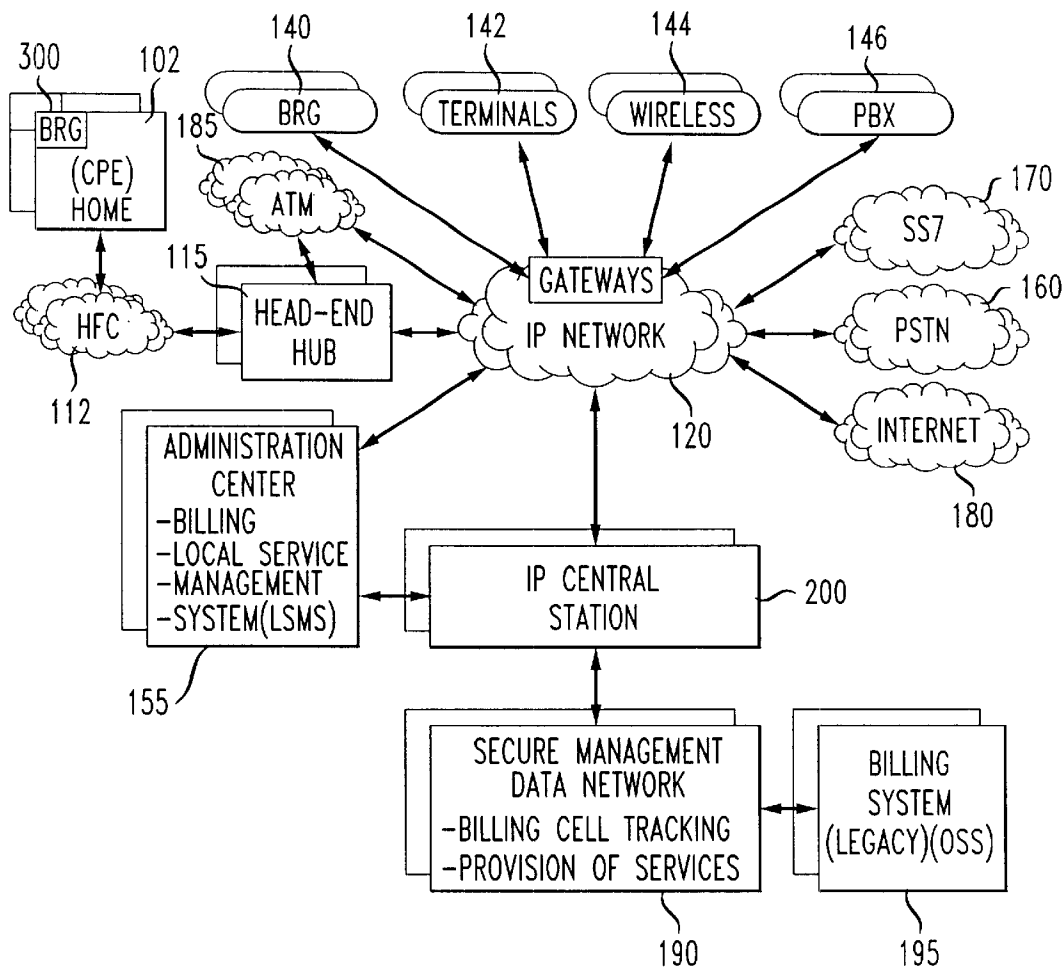 140
142
144
146
300
102
BRG
TERMINALS
WIRELESS
PBX
BRG
(CPE)
HOME
185
ATM
170
SS7
115
GATEWAYS
IP NETWORK
160
PSTN
HFC
HEAD-END
HUB
112
120
INTERNET
180
ADMINISTRATION
CENTER
-BILLING
-LOCAL SERVICE
-MANAGEMENT
-SYSTEM(LSMS)
IP CENTRAL
STATION
200
155
SECURE MANAGEMENT
DATA NETWORK
-BILLING CELL TRACKING
-PROVISION OF SERVICES
BILLING
SYSTEM
(LEGACY)(OSS)
190
195